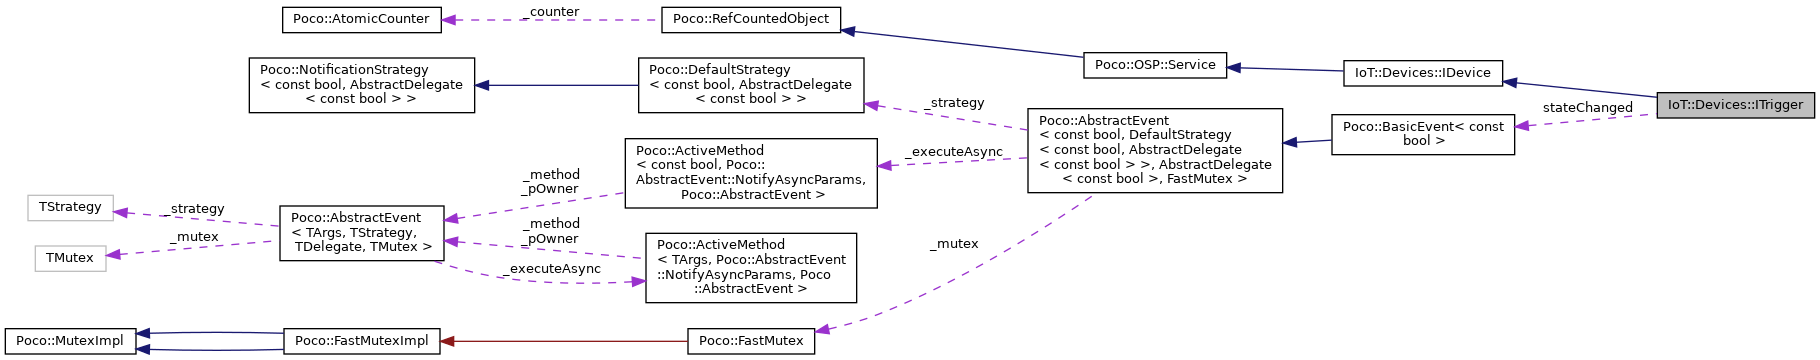 Poco::AtomicCounter
_counter
Poco::RefCountedObject
Poco::OSP::Service
IoT::Devices::IDevice
IoT::Devices::ITrigger
Poco::NotificationStrategy
< const bool, AbstractDelegate
< const bool > >
Poco::DefaultStrategy
< const bool, AbstractDelegate
< const bool > >
_strategy
stateChanged
Poco::BasicEvent< const
bool >
Poco::AbstractEvent
< const bool, DefaultStrategy
< const bool, AbstractDelegate
< const bool > >, AbstractDelegate
< const bool >, FastMutex >
_executeAsync
Poco::ActiveMethod
< const bool, Poco::
AbstractEvent::NotifyAsyncParams,
Poco::AbstractEvent >
_method
_pOwner
TStrategy
_strategy
TMutex
_mutex
Poco::AbstractEvent
< TArgs, TStrategy,
TDelegate, TMutex >
_method
_pOwner
_executeAsync
Poco::ActiveMethod
< TArgs, Poco::AbstractEvent
::NotifyAsyncParams, Poco
::AbstractEvent >
_mutex
Poco::MutexImpl
Poco::FastMutexImpl
Poco::FastMutex